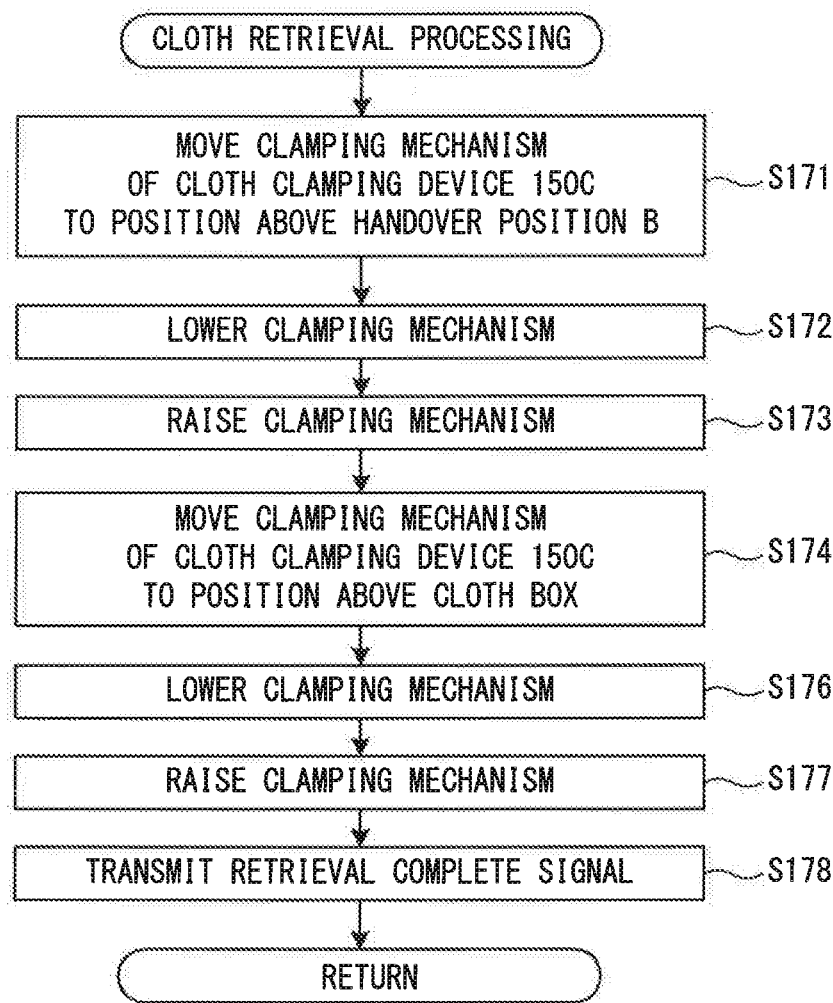 CLOTH RETRIEVAL PROCESSING
MOVE CLAMPING MECHANISM
OF CLOTH CLAMPING DEVICE 150C
TO POSITION ABOVE HANDOVER POSITION B
S171
LOWER CLAMPING MECHANISM
S172
RAISE CLAMPING MECHANISM
S173
MOVE CLAMPING MECHANISM
OF CLOTH CLAMPING DEVICE 150C
TO POSITION ABOVE CLOTH BOX
S174
LOWER CLAMPING MECHANISM
S176
RAISE CLAMPING MECHANISM
S177
TRANSMIT RETRIEVAL COMPLETE SIGNAL
S178
RETURN